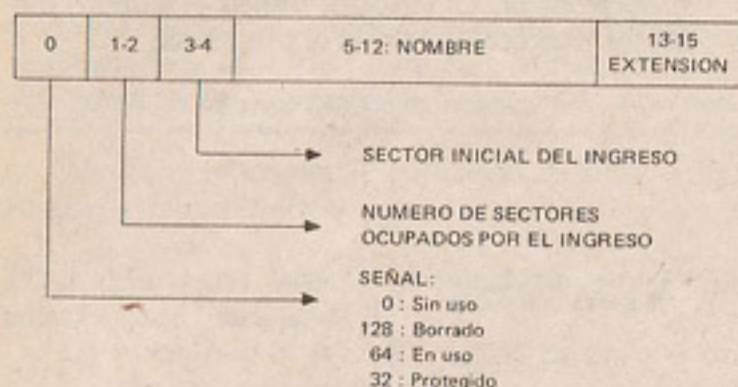 0 1-2 3-4 5-12: NOMBRE 13-15
EXTENSION
SECTOR INICIAL DEL INGRESO
NUMERO DE SECTORES
OCUPADOS POR EL INGRESO
SEÑAL:
0 : Sin uso
128 : Borrado
64 : En uso
32 : Protegido